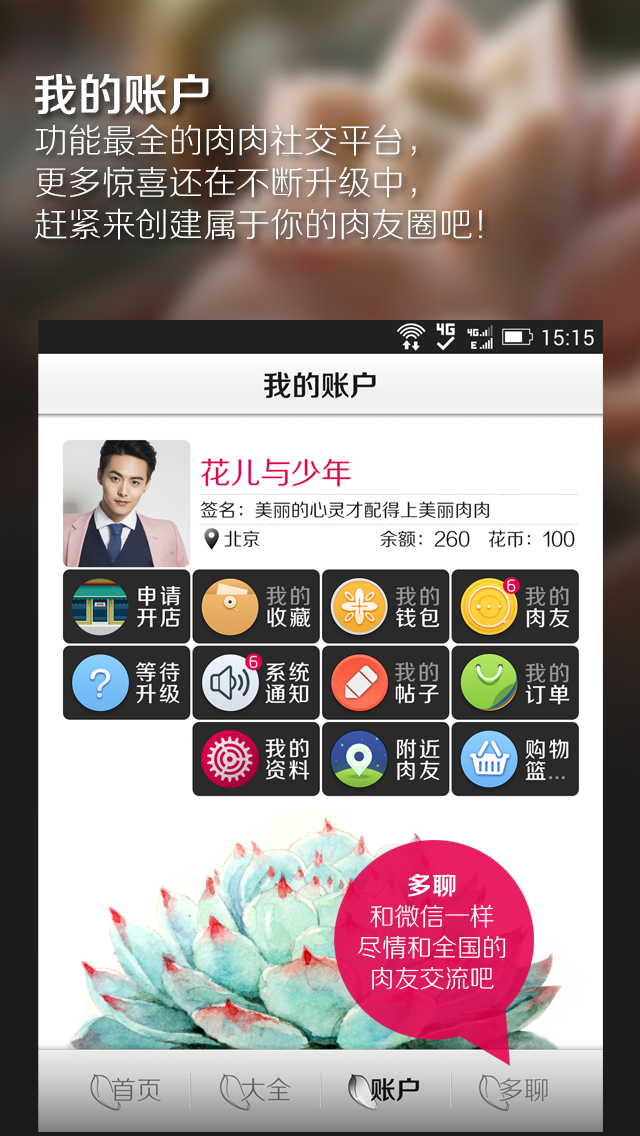 我的账户
功能最全的肉肉社交平台，
更多惊喜还在不断升级中，
赶紧来创建属于你的肉友圈吧！
4G
4G
E
15:15
我的账户
花儿与少年
签名：美丽的心灵才配得上美丽肉肉
北京 余额：260 花币：100
申请
开店
我的
收藏
我的
钱包
6
我的
肉友
?
等待
升级
6
系统
通知
我的
帖子
我的
订单
我的
资料
附近
肉友
购物
篮...
多聊
和微信一样
尽情和全国的
肉友交流吧
首页 大全 账户 多聊